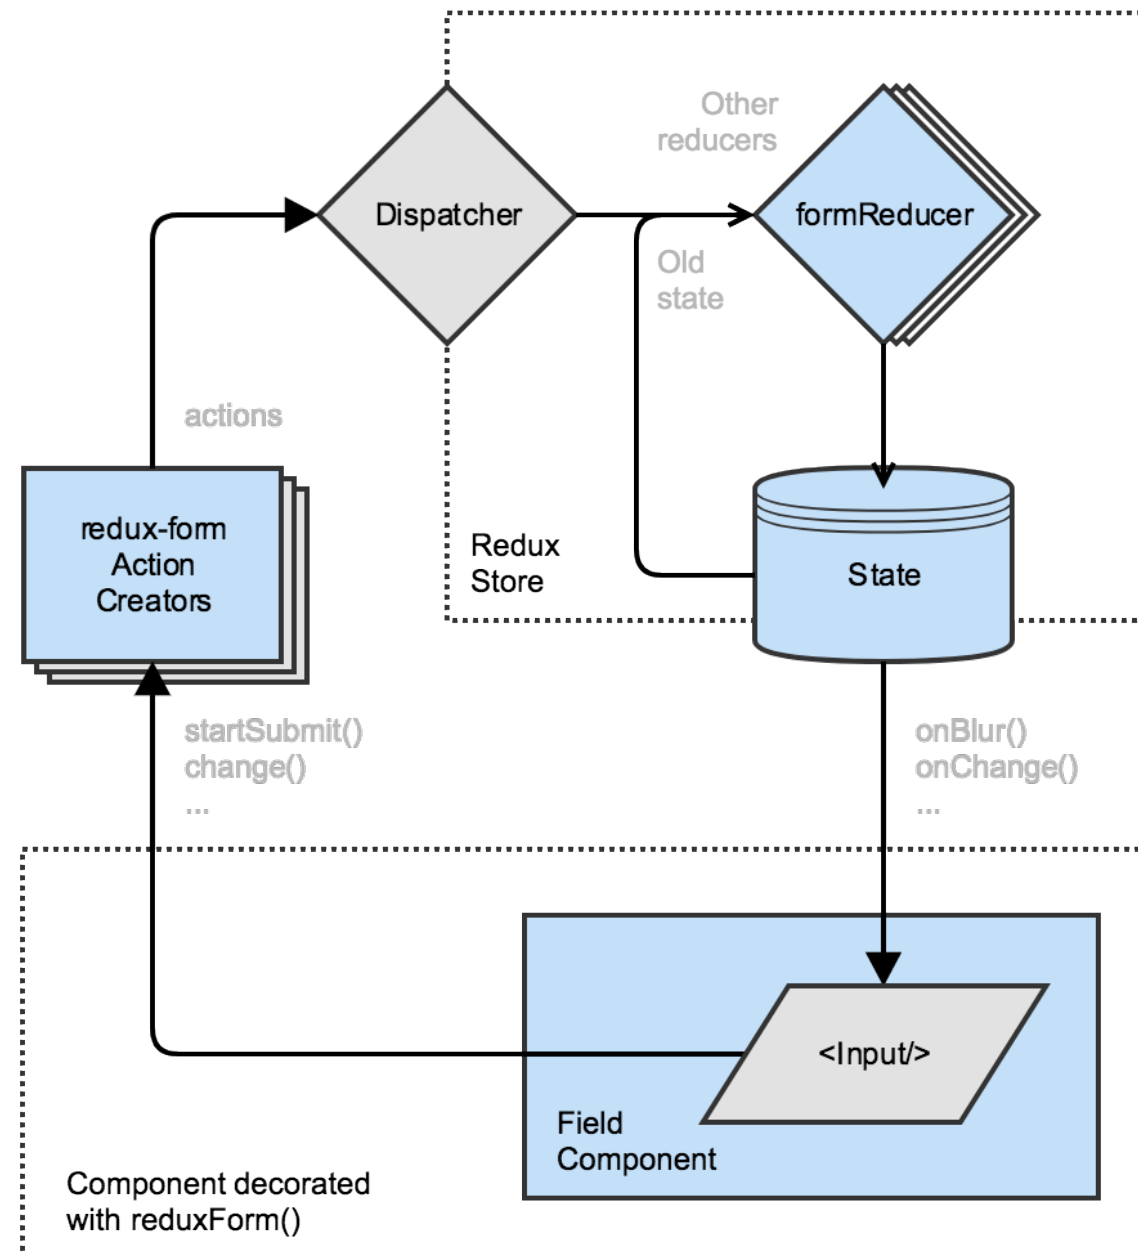 Other
reducers
Dispatcher
formReducer
Old
state
actions
redux-form
Action
Creators
Redux
Store
State
startSubmit()
change()
...
onBlur()
onChange()
...
<Input/>
Field
Component
Component decorated
with reduxForm()